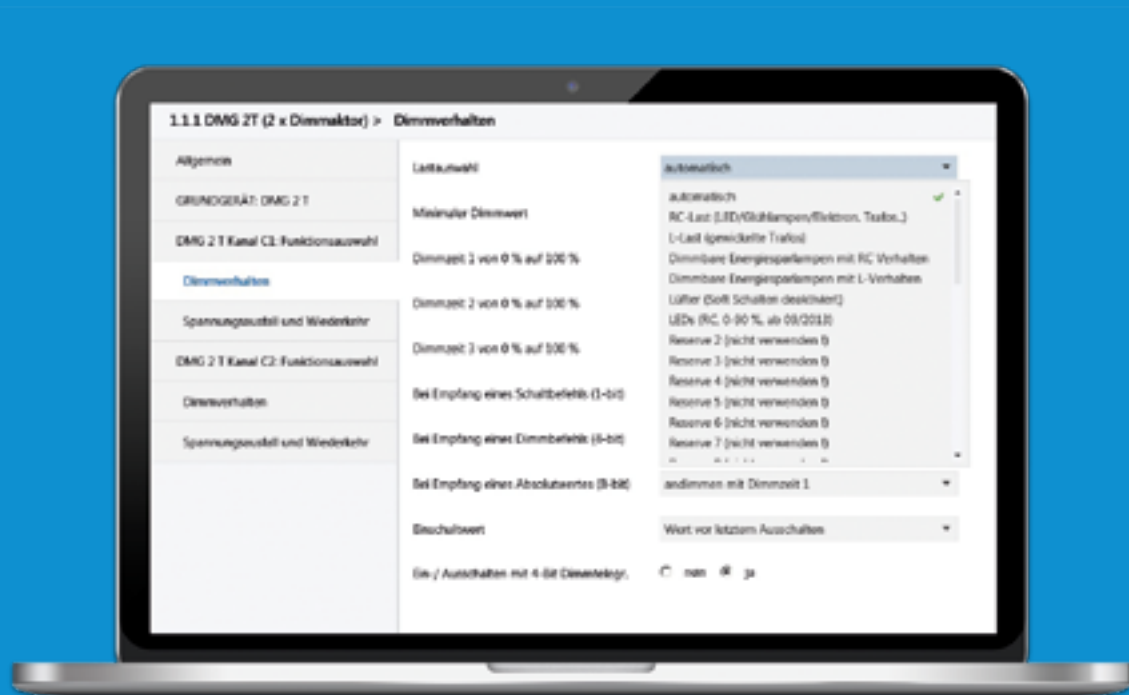 1.1.1 DMG 2T (2 x Dimmaktor) > Dimmverhalten
Allgemein
GRUNDGERÄT: DMG 2 T
DMG 2 T Kanal C1: Funktionsauswahl
Dimmverhalten
Spannungsausfall und Wiederkehr
DMG 2 T Kanal C2: Funktionsauswahl
Dimmverhalten
Spannungsausfall und Wiederkehr
Lastauswahl
automatisch
Minimaler Dimmwert
Dimmzeit 1 von 0 % auf 100 %
Dimmzeit 2 von 0 % auf 100 %
Dimmzeit 3 von 0 % auf 100 %
Bei Empfang eines Schaltbefehls (1-bit)
Bei Empfang eines Dimmbefehls (4-bit)
automatisch
RC-Last (LED/Glühlampen/Elektron. Trafos..)
L-Last (gewickelte Trafos)
Dimmbare Energiesparlampen mit RC Verhalten
Dimmbare Energiesparlampen mit L-Verhalten
Lüfter (Soft Schalten deaktiviert)
LEDs (RC, 0-90 %, ab 09/2013)
Reserve 2 (nicht verwenden !)
Reserve 3 (nicht verwenden !)
Reserve 4 (nicht verwenden !)
Reserve 5 (nicht verwenden !)
Reserve 6 (nicht verwenden !)
Reserve 7 (nicht verwenden !)
Bei Empfang eines Absolutwertes (8-bit) andimmen mit Dimmzeit 1
Einschaltwert Wert vor letztem Ausschalten
Ein-/ Ausschalten mit 4-Bit Dimmtelegr. nein ja